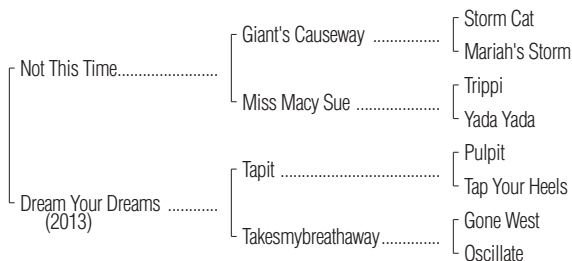 Storm Cat
Giant's Causeway ................
Mariah's Storm
Not This Time........................
Trippi
Miss Macy Sue ....................
Yada Yada
Pulpit
Tapit ......................................
Tap Your Heels
Dream Your Dreams ............
(2013)
Gone West
Takesmybreathaway..............
Oscillate